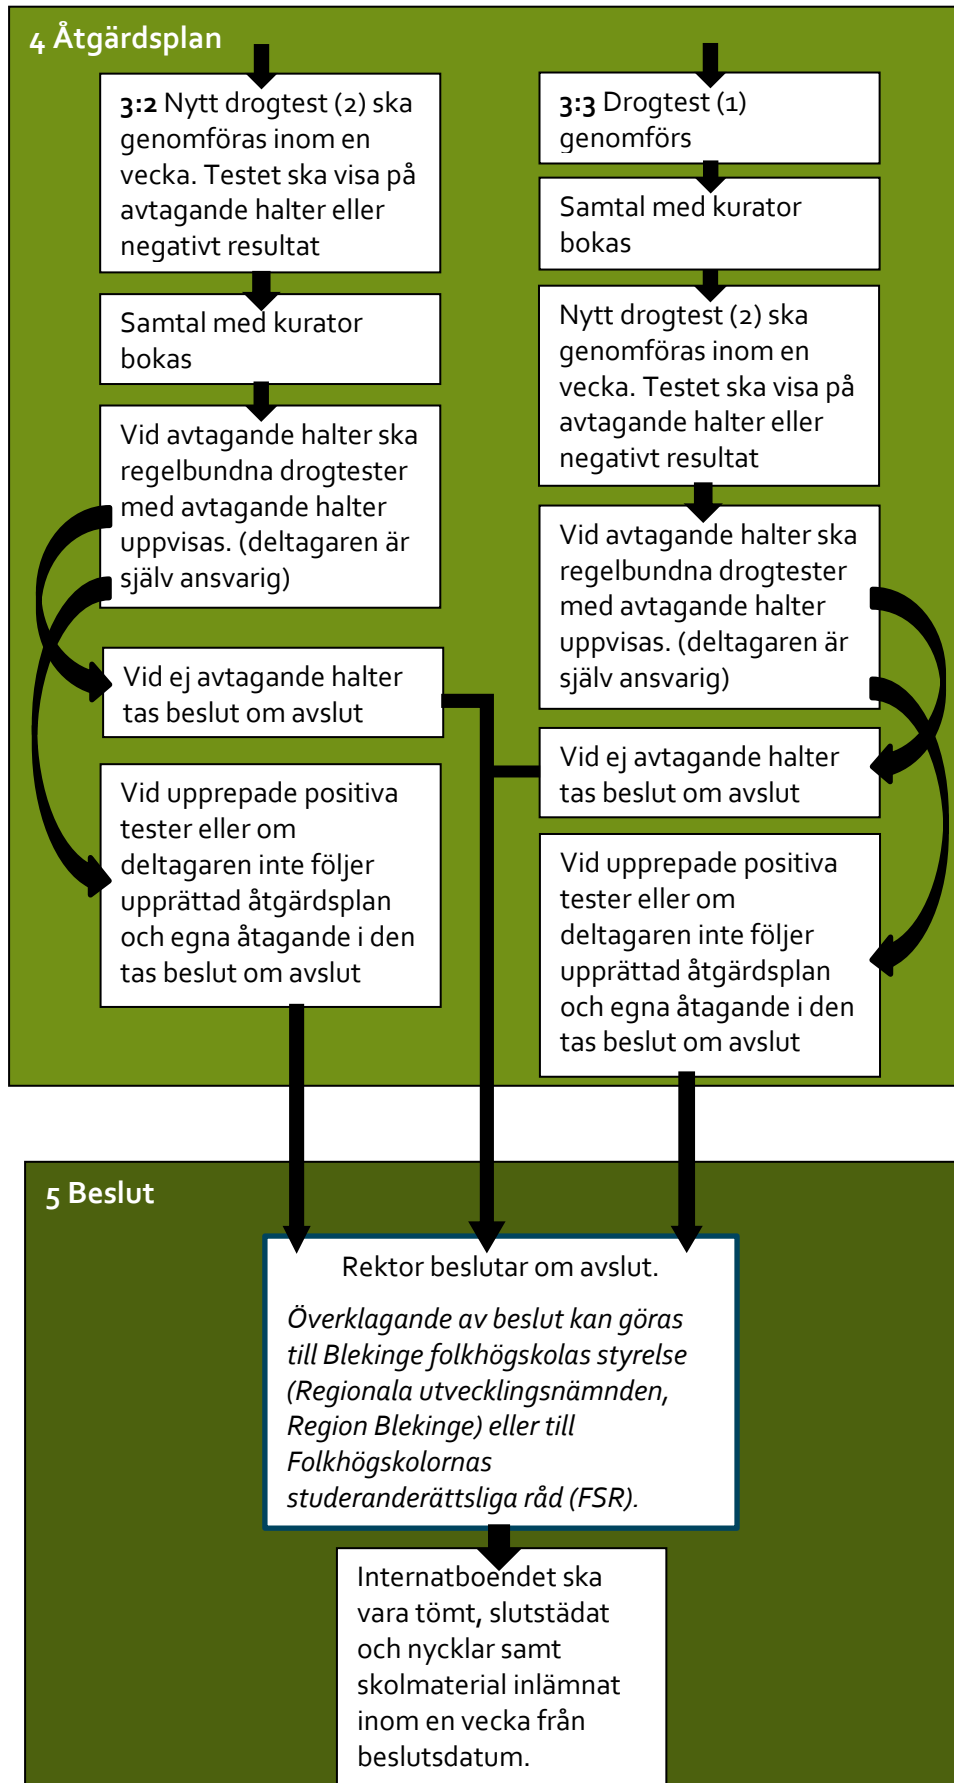 4 Åtgärdsplan
3:2 Nytt drogtest (2) ska
genomföras inom en
vecka. Testet ska visa på
avtagande halter eller
negativt resultat
Samtal med kurator
bokas
Vid avtagande halter ska
regelbundna drogtester
med avtagande halter
uppvisas. (deltagaren är
själv ansvarig)
Vid ej avtagande halter
tas beslut om avslut
Vid upprepade positiva
tester eller om
deltagaren inte följer
upprättad åtgärdsplan
och egna åtagande i den
tas beslut om avslut
3:3 Drogtest (1)
genomförs
Samtal med kurator
bokas
Nytt drogtest (2) ska
genomföras inom en
vecka. Testet ska visa på
avtagande halter eller
negativt resultat
Vid avtagande halter ska
regelbundna drogtester
med avtagande halter
uppvisas. (deltagaren är
själv ansvarig)
Vid ej avtagande halter
tas beslut om avslut
Vid upprepade positiva
tester eller om
deltagaren inte följer
upprättad åtgärdsplan
och egna åtagande i den
tas beslut om avslut
5 Beslut
Rektor beslutar om avslut.
Överklagande av beslut kan göras
till Blekinge folkhögskolas styrelse
(Regionala utvecklingsnämnden,
Region Blekinge) eller till
Folkhögskolornas
studeranderättsliga råd (FSR).
Internatboendet ska
vara tömt, slutstädat
och nycklar samt
skolmaterial inlämnat
inom en vecka från
beslutsdatum.